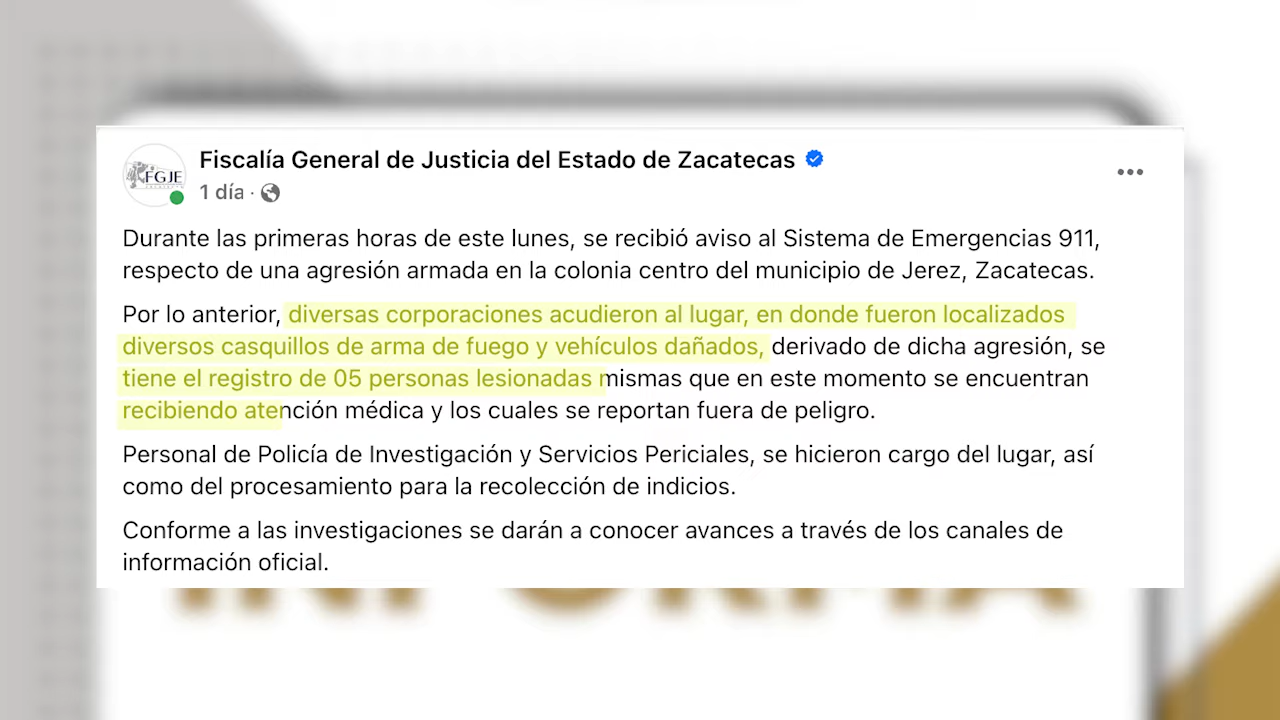 Fiscalía General de Justicia del Estado de Zacatecas
FGJE
1 día ·
Durante las primeras horas de este lunes, se recibió aviso al Sistema de Emergencias 911,
respecto de una agresión armada en la colonia centro del municipio de Jerez, Zacatecas.
Por lo anterior, diversas corporaciones acudieron al lugar, en donde fueron localizados
diversos casquillos de arma de fuego y vehículos dañados, derivado de dicha agresión, se
tiene el registro de 05 personas lesionadas mismas que en este momento se encuentran
recibiendo atención médica y los cuales se reportan fuera de peligro.
Personal de Policía de Investigación y Servicios Periciales, se hicieron cargo del lugar, así
como del procesamiento para la recolección de indicios.
Conforme a las investigaciones se darán a conocer avances a través de los canales de
información oficial.
INFORMA